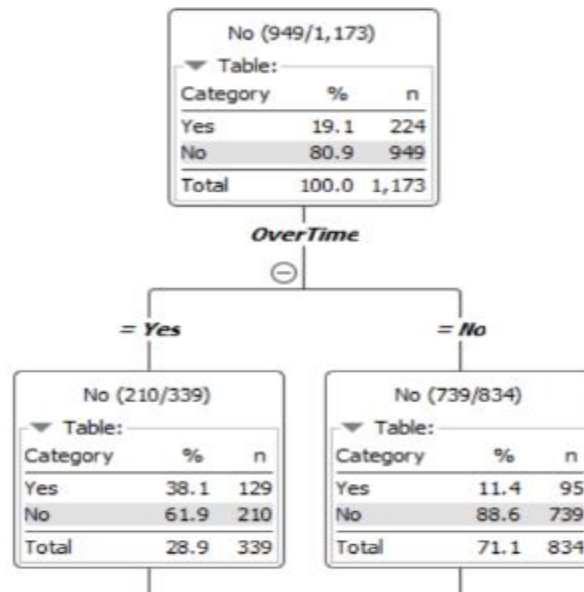 No (949/1,173)
Table:
Category % n
Yes 19.1 224
No 80.9 949
Total 100.0 1,173
OverTime
= Yes
= No
No (210/339)
Table:
Category % n
Yes 38.1 129
No 61.9 210
Total 28.9 339
No (739/834)
Table:
Category % n
Yes 11.4 95
No 88.6 739
Total 71.1 834